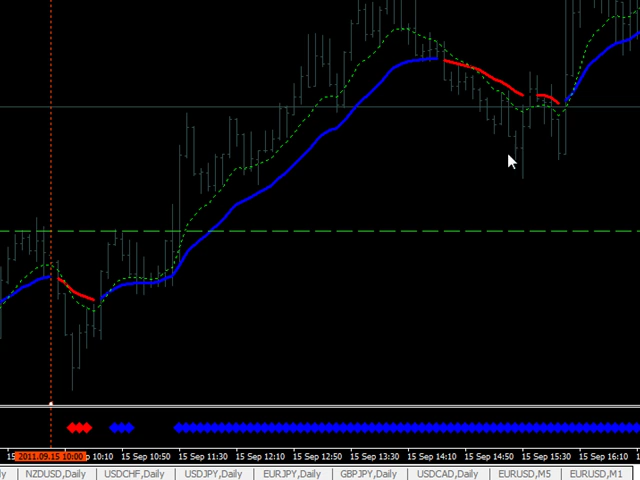 15 2011.09.15 10:00 p 10:10 15 Sep 10:50 15 Sep 11:30 15 Sep 12:10 15 Sep 12:50 15 Sep 13:30 15 Sep 14:10 15 Sep 14:50 15 Sep 15:30 15 Sep 16:10 1
ly NZDUSD,Daily USDCHF,Daily USDJPY,Daily EURJPY,Daily GBPJPY,Daily USDCAD,Daily EURUSD,M5 EURUSD,M1